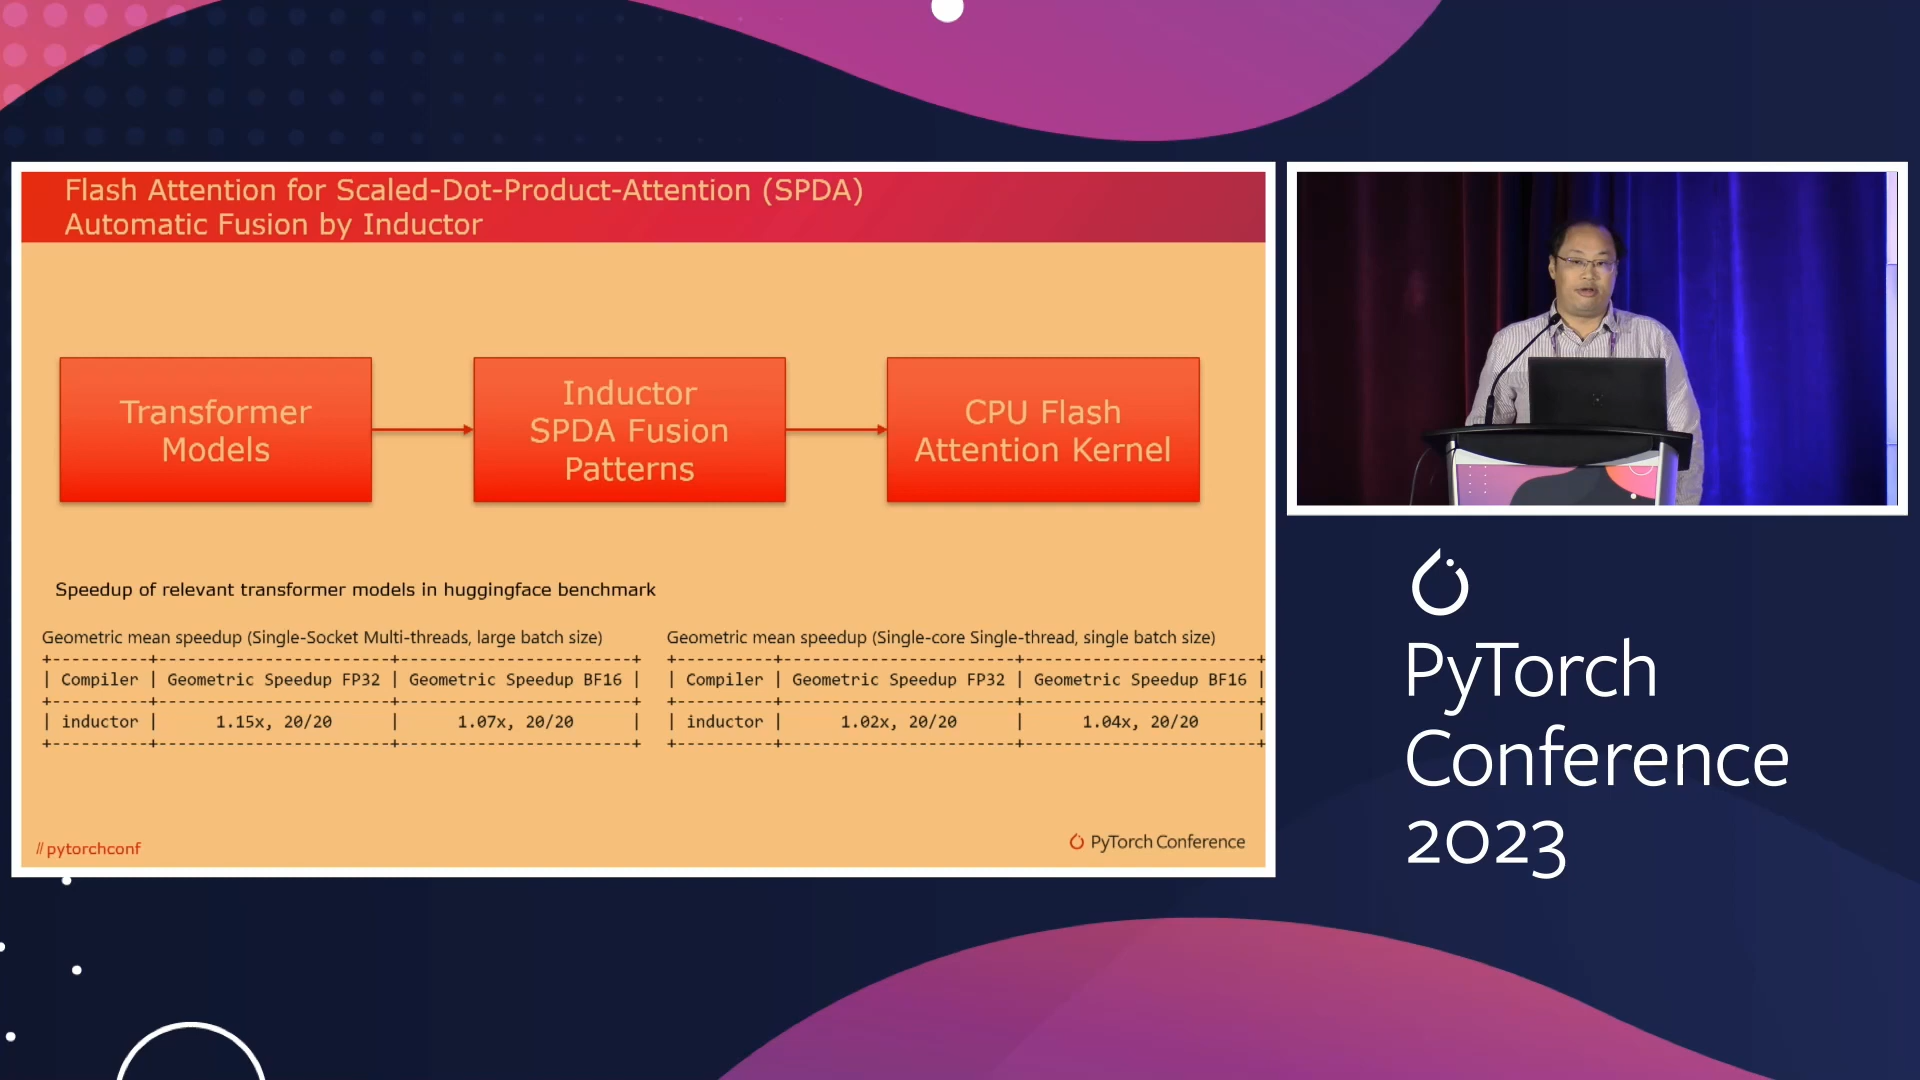 Flash Attention for Scaled-Dot-Product-Attention (SPDA)
Automatic Fusion by Inductor
Transformer
Models
Inductor
SPDA Fusion
Patterns
CPU Flash
Attention Kernel
Speedup of relevant transformer models in huggingface benchmark
Geometric mean speedup (Single-Socket Multi-threads, large batch size)
+----------+------------------------+------------------------+
| Compiler | Geometric Speedup FP32 | Geometric Speedup BF16 |
+----------+------------------------+------------------------+
| inductor | 1.15x, 20/20 | 1.07x, 20/20 |
+----------+------------------------+------------------------+
Geometric mean speedup (Single-core Single-thread, single batch size)
+----------+------------------------+------------------------+
| Compiler | Geometric Speedup FP32 | Geometric Speedup BF16 |
+----------+------------------------+------------------------+
| inductor | 1.02x, 20/20 | 1.04x, 20/20 |
+----------+------------------------+------------------------+
// pytorchconf
PyTorch Conference
PyTorch
Conference
2023